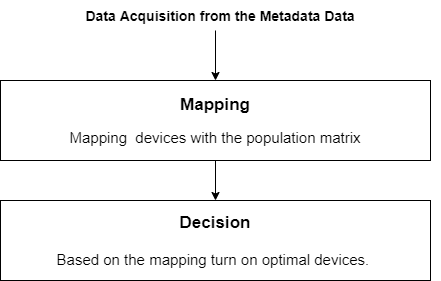 Data Acquisition from the Metadata Data
Mapping
Mapping devices with the population matrix
Decision
Based on the mapping turn on optimal devices.